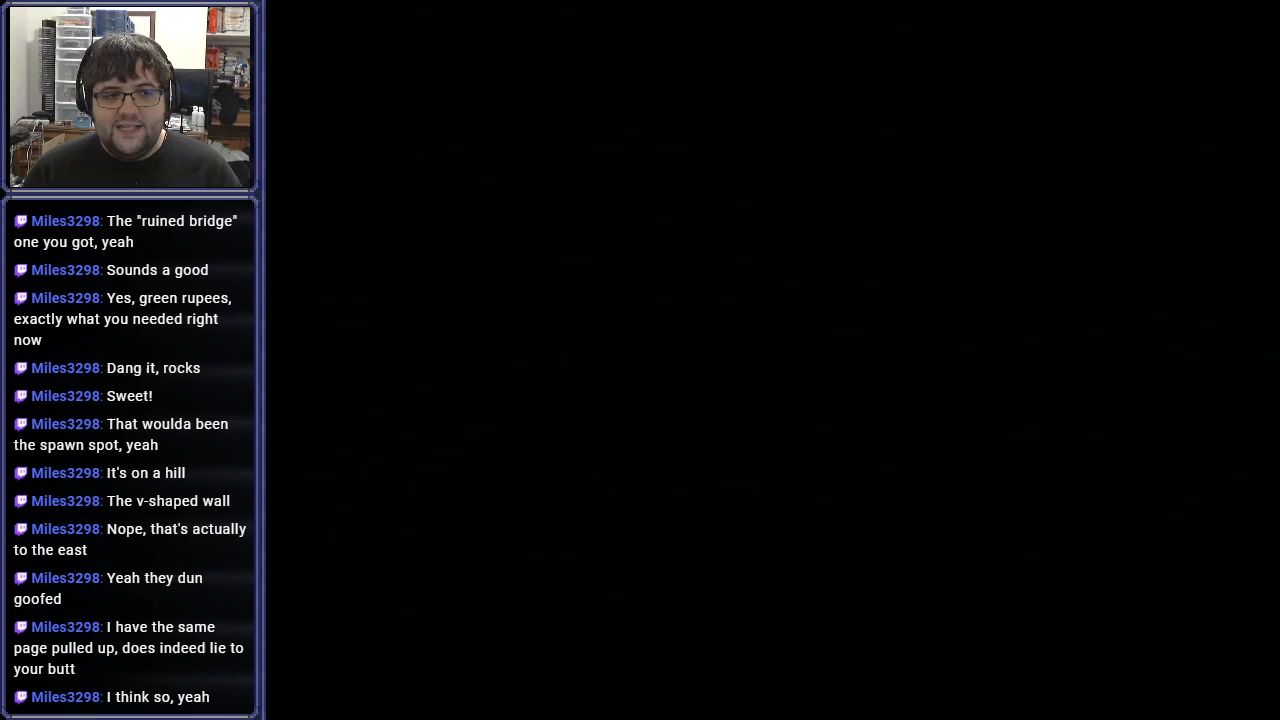 Miles3298: The "ruined bridge"
one you got, yeah
Miles3298: Sounds a good
Miles3298: Yes, green rupees,
exactly what you needed right
now
Miles3298: Dang it, rocks
Miles3298: Sweet!
Miles3298: That woulda been
the spawn spot, yeah
Miles3298: It's on a hill
Miles3298: The v-shaped wall
Miles3298: Nope, that's actually
to the east
Miles3298: Yeah they dun
goofed
Miles3298: I have the same
page pulled up, does indeed lie to
your butt
Miles3298: I think so, yeah